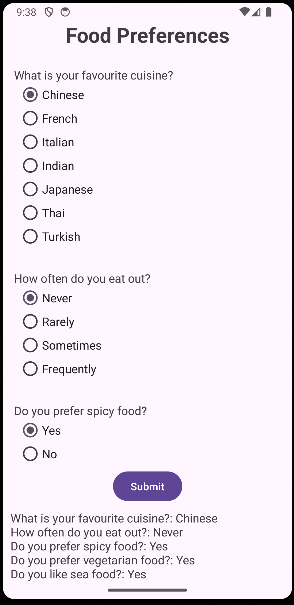 9:38
Food Preferences
What is your favourite cuisine?
Chinese
French
Italian
Indian
Japanese
Thai
Turkish
How often do you eat out?
Never
Rarely
Sometimes
Frequently
Do you prefer spicy food?
Yes
No
Submit
What is your favourite cuisine?: Chinese
How often do you eat out?: Never
Do you prefer spicy food?: Yes
Do you prefer vegetarian food?: Yes
Do you like sea food?: Yes